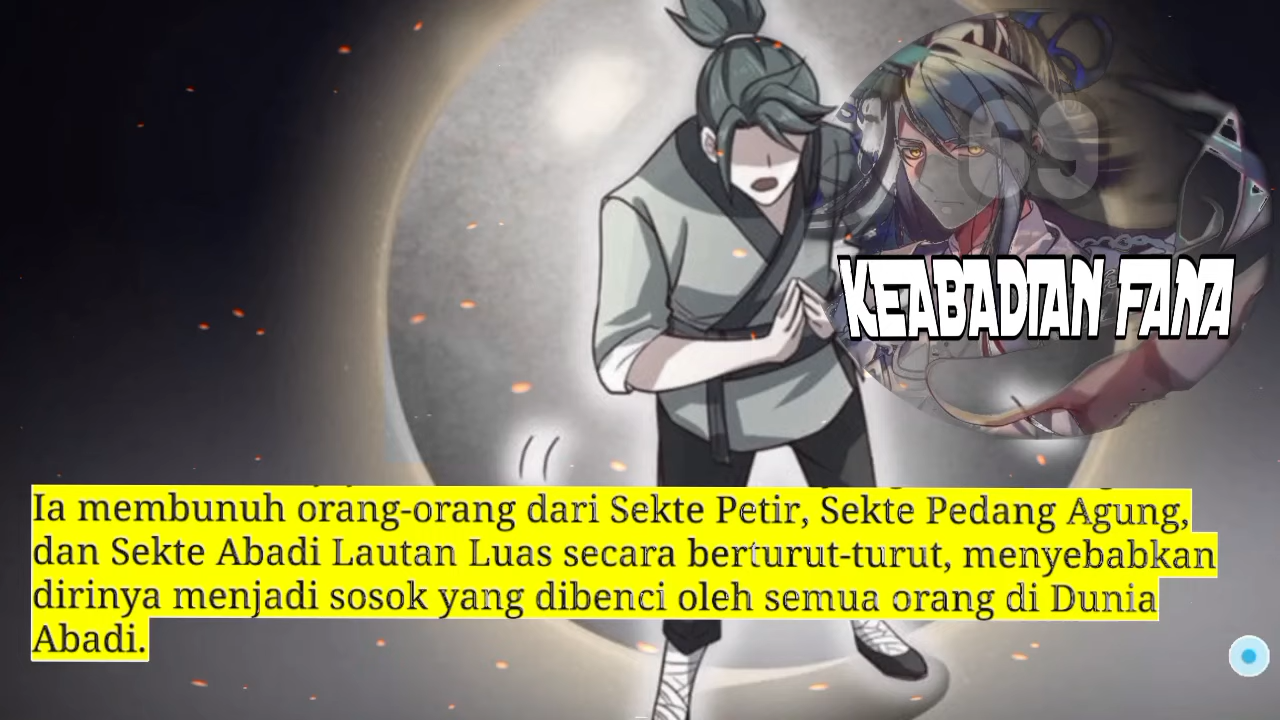 KEABADIAN FANA
Ia membunuh orang-orang dari Sekte Petir, Sekte Pedang Agung,
dan Sekte Abadi Lautan Luas secara berturut-turut, menyebabkan
dirinya menjadi sosok yang dibenci oleh semua orang di Dunia
Abadi.